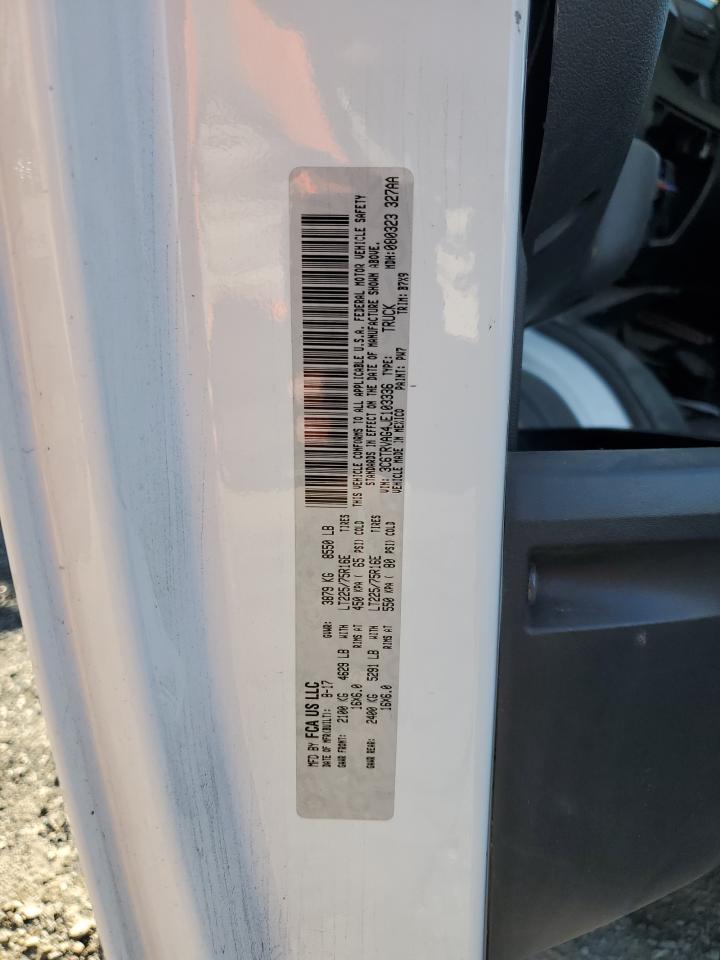 MFD BY FCA US LLC
DATE OF MFR(BUILT): 8-17 GVWR: 3879 KG 8550 LB
GAWR FRONT: 2100 KG 4629 LB WITH LT225/75R16E TIRES
16X6.0 RIMS AT 450 KPA ( 65 PSI) COLD
GAWR REAR: 2400 KG 5291 LB WITH LT225/75R16E TIRES
16X6.0 RIMS AT 550 KPA ( 80 PSI) COLD
THIS VEHICLE CONFORMS TO ALL APPLICABLE U.S.A. FEDERAL MOTOR VEHICLE SAFETY
STANDARDS IN EFFECT ON THE DATE OF MANUFACTURE SHOWN ABOVE.
VIN: 3C6TRVAG4JE103336 TYPE: TRUCK MDH:080323 327AA
VEHICLE MADE IN MEXICO PAINT: PW7 TRIM: B7X9